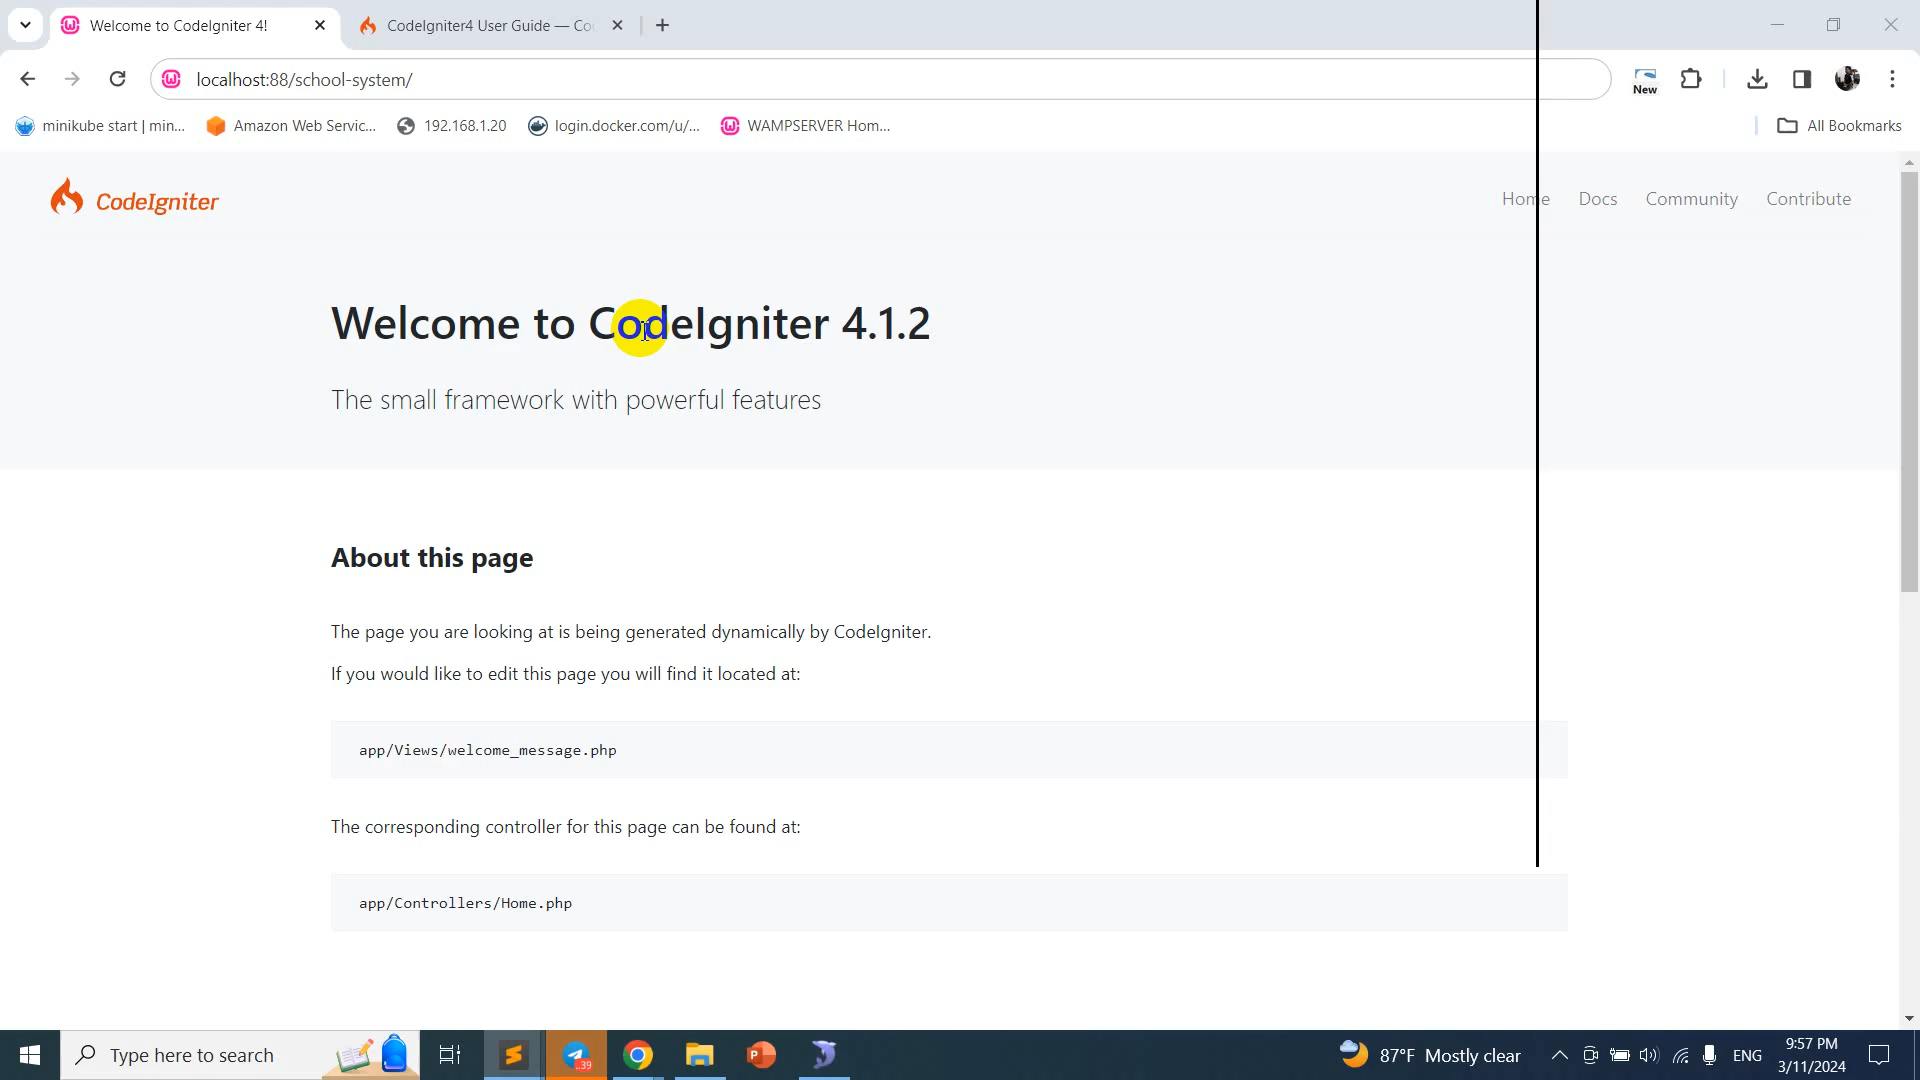 Welcome to CodeIgniter 4!
CodeIgniter4 User Guide — Co
localhost:88/school-system/
New
minikube start | min...
Amazon Web Servic...
192.168.1.20
login.docker.com/u/...
WAMPSERVER Hom...
All Bookmarks
CodeIgniter
Home
Docs
Community
Contribute
Welcome to CodeIgniter 4.1.2
The small framework with powerful features
About this page
The page you are looking at is being generated dynamically by CodeIgniter.
If you would like to edit this page you will find it located at:
app/Views/welcome_message.php
The corresponding controller for this page can be found at:
app/Controllers/Home.php
Type here to search
..39
87°F Mostly clear
ENG
9:57 PM
3/11/2024